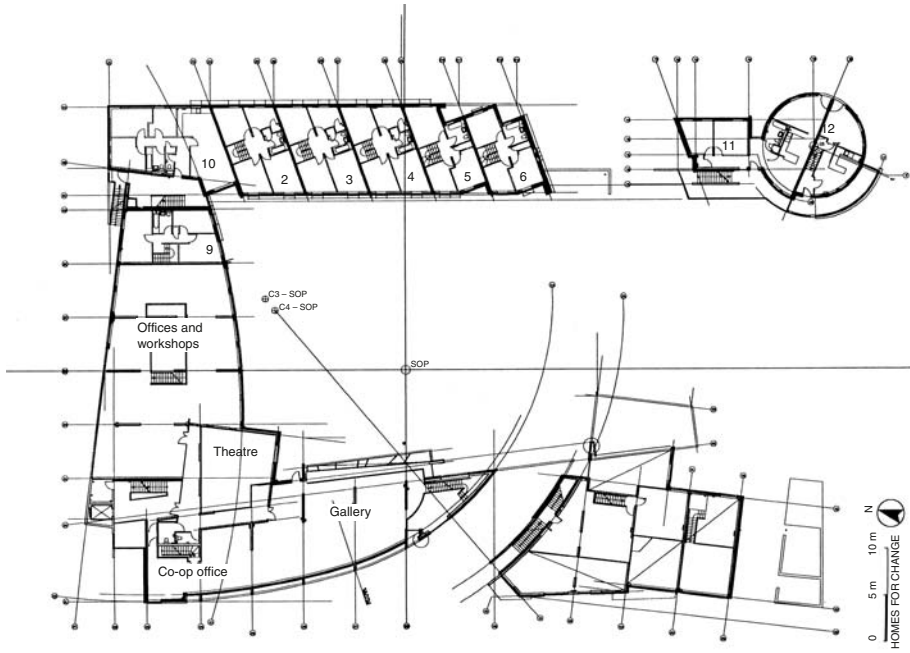 10
2
3
4
5
6
11
12
9
C3 – SOP
C4 – SOP
Offices and
workshops
SOP
Theatre
Gallery
Co-op office
N
10 m
5 m
0
HOMES FOR CHANGE